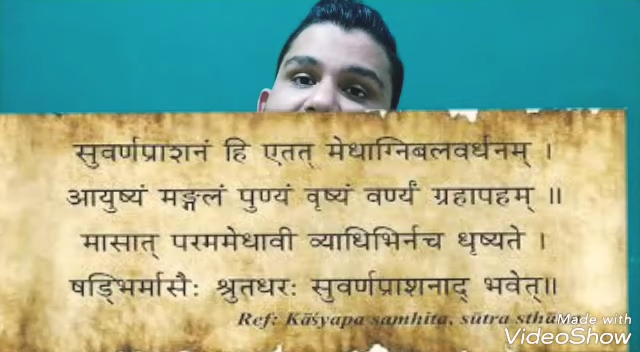 सुवर्णप्राशनं हि एतत् मेधाग्निबलवर्धनम् ।
आयुष्यं मङ्गलं पुण्यं वृष्यं वर्ण्यं ग्रहापहम् ॥
मासात् परममेधावी व्याधिभिर्नच धृष्यते ।
षड्भिर्मासैः श्रुतधरः सुवर्णप्राशनाद् भवेत्॥
Ref: Kāśyapa samhita, sūtra
Made with
VideoShow